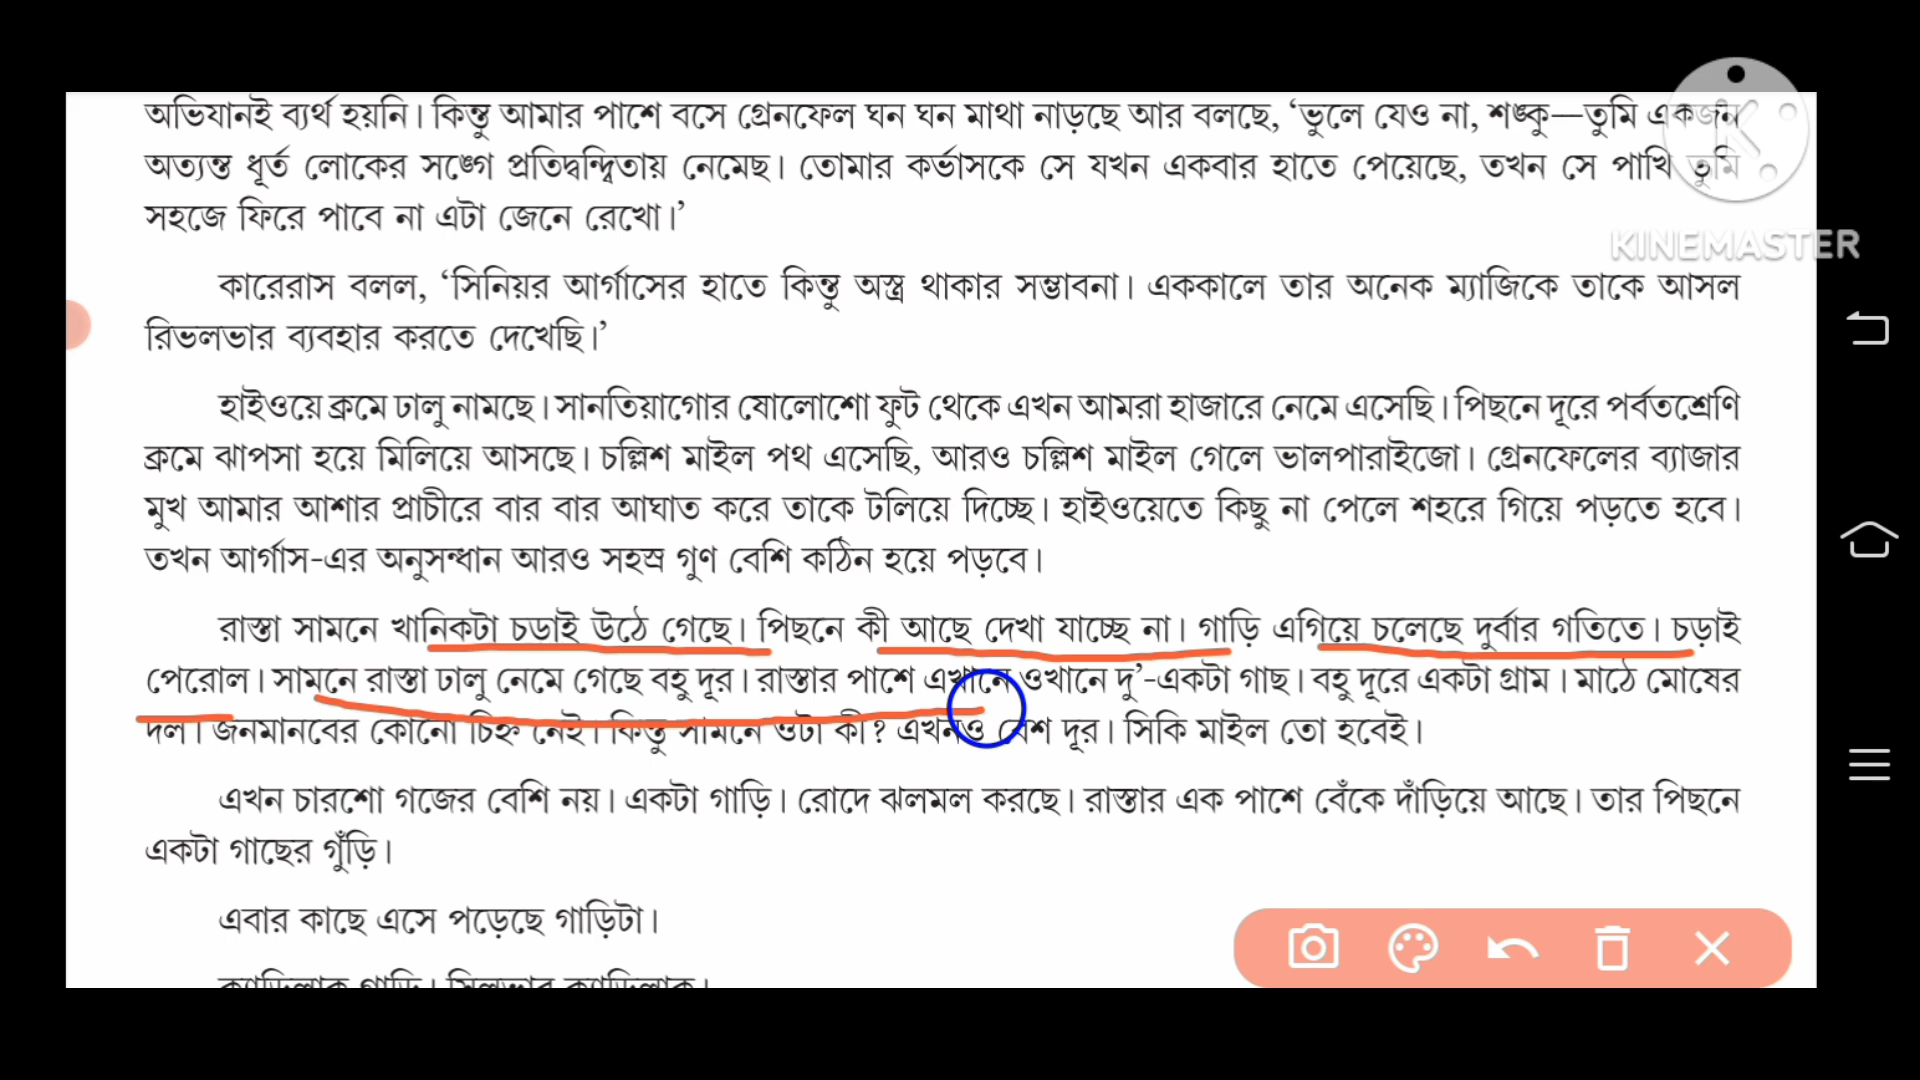 অভিযানই ব্যর্থ হয়নি। কিন্তু আমার পাশে বসে গ্রেনফেল ঘন ঘন মাথা নাড়ছে আর বলছে, ‘ভুলে যেও না, শঙ্কু—তুমি একজন
অত্যন্ত ধূর্ত লোকের সঙ্গে প্রতিদ্বন্দ্বিতায় নেমেছ। তোমার কর্ভাসকে সে যখন একবার হাতে পেয়েছে, তখন সে পাখি তুমি
সহজে ফিরে পাবে না এটা জেনে রেখো।’
KINEMASTER
কারেরাস বলল, ‘সিনিয়র আর্গাসের হাতে কিন্তু অস্ত্র থাকার সম্ভাবনা। এককালে তার অনেক ম্যাজিকে তাকে আসল
রিভলভার ব্যবহার করতে দেখেছি।’
হাইওয়ে ক্রমে ঢালু নামছে। সানতিয়াগোর ষোলোশো ফুট থেকে এখন আমরা হাজারে নেমে এসেছি। পিছনে দূরে পর্বতশ্রেণি
ক্রমে ঝাপসা হয়ে মিলিয়ে আসছে। চল্লিশ মাইল পথ এসেছি, আরও চল্লিশ মাইল গেলে ভালপারাইজো। গ্রেনফেলের ব্যাজার
মুখ আমার আশার প্রাচীরে বার বার আঘাত করে তাকে টলিয়ে দিচ্ছে। হাইওয়েতে কিছু না পেলে শহরে গিয়ে পড়তে হবে।
তখন আর্গাস-এর অনুসন্ধান আরও সহস্র গুণ বেশি কঠিন হয়ে পড়বে।
রাস্তা সামনে খানিকটা চড়াই উঠে গেছে। পিছনে কী আছে দেখা যাচ্ছে না। গাড়ি এগিয়ে চলেছে দুর্বার গতিতে। চড়াই
পেরোল। সামনে রাস্তা ঢালু নেমে গেছে বহু দূর। রাস্তার পাশে এখানে ওখানে দু’-একটা গাছ। বহু দূরে একটা গ্রাম। মাঠে মোষের
দল। জনমানবের কোনো চিহ্ন নেই। কিন্তু সামনে ওটা কী? এখনও বেশ দূর। সিকি মাইল তো হবেই।
এখন চারশো গজের বেশি নয়। একটা গাড়ি। রোদে ঝলমল করছে। রাস্তার এক পাশে বেঁকে দাঁড়িয়ে আছে। তার পিছনে
একটা গাছের গুঁড়ি।
এবার কাছে এসে পড়েছে গাড়িটা।
ক্যাডিলাক গাড়ি। সিলভার ক্যাডিলাক।